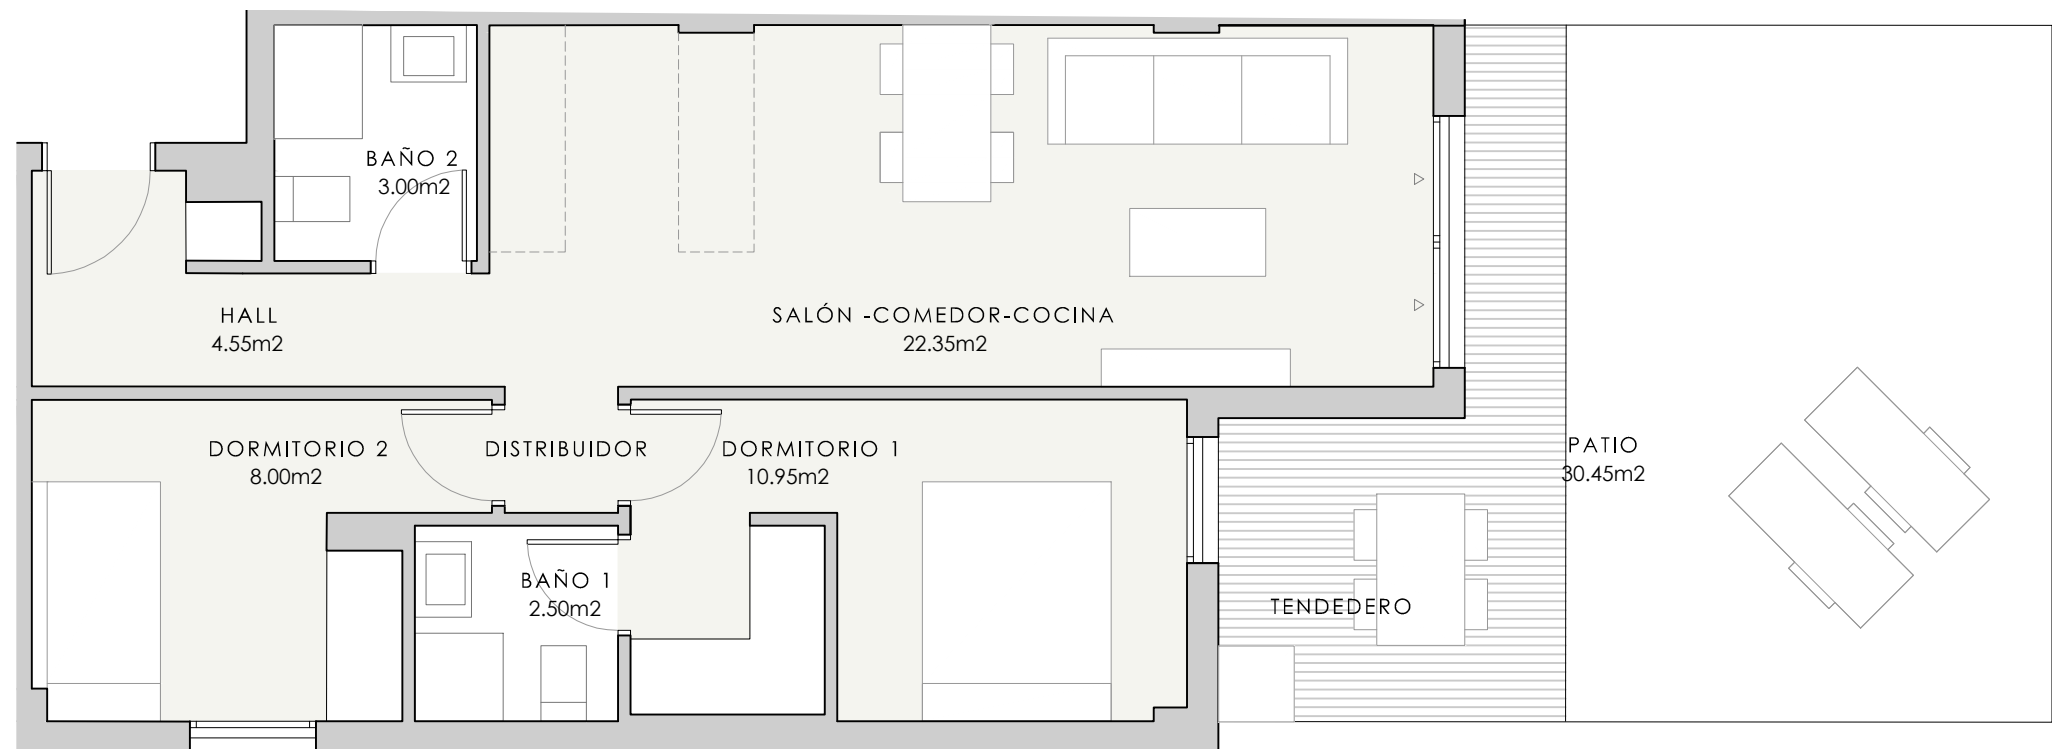 BAÑO 2
3.00m2
HALL
4.55m2
SALÓN -COMEDOR-COCINA
22.35m2
DORMITORIO 2
8.00m2
DISTRIBUIDOR
DORMITORIO 1
10.95m2
PATIO
30.45m2
BAÑO 1
2.50m2
TENDEDERO